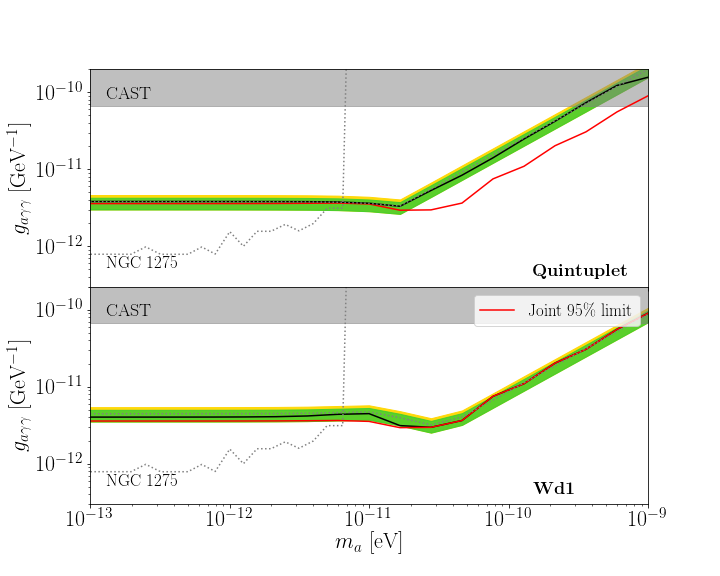 10⁻¹⁰
10⁻¹¹
10⁻¹²
g_{aγγ} [GeV⁻¹]
CAST
NGC 1275
Quintuplet
10⁻¹⁰
10⁻¹¹
10⁻¹²
g_{aγγ} [GeV⁻¹]
CAST
Joint 95% limit
NGC 1275
Wd1
10⁻¹³ 10⁻¹² 10⁻¹¹ 10⁻¹⁰ 10⁻⁹
m_a [eV]